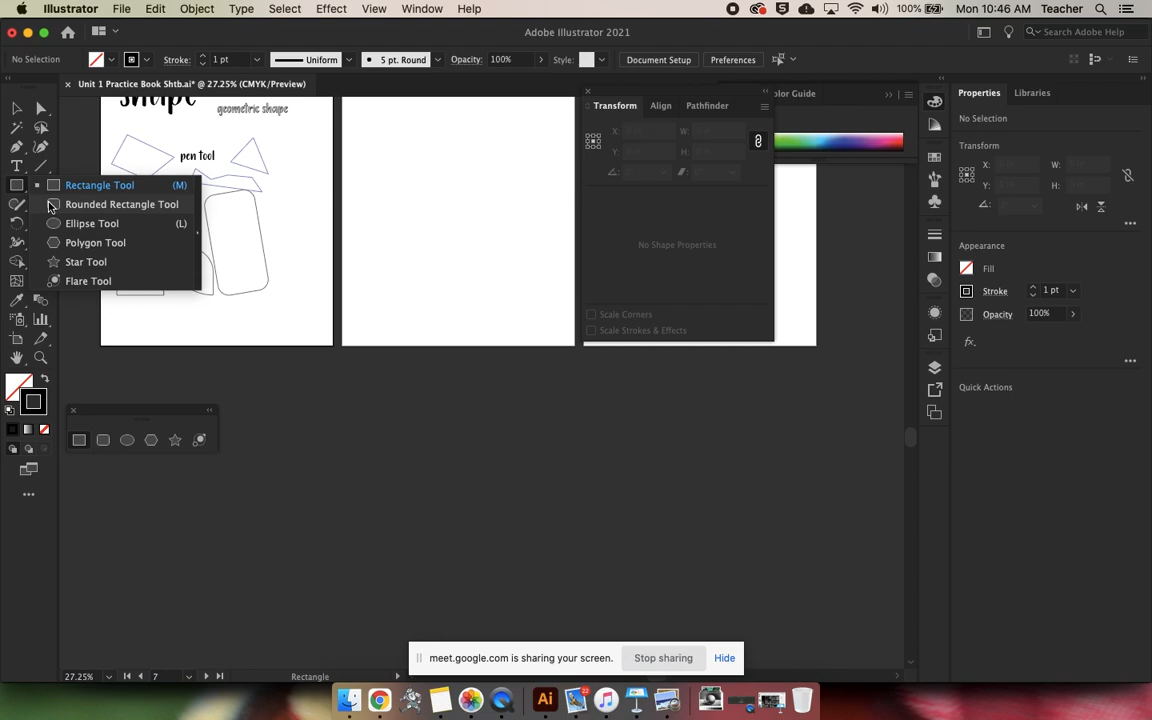 Illustrator File Edit Object Type Select Effect View Window Help 100% Mon 10:46 AM Teacher
Adobe Illustrator 2021 Search Adobe Help
No Selection Stroke: 1 pt Uniform 5 pt. Round Opacity: 100% Style: Document Setup Preferences
× Unit 1 Practice Book Shtb.ai* @ 27.25% (CMYK/Preview)
shape
geometric shape
pen tool
Rectangle Tool (M)
Rounded Rectangle Tool
Ellipse Tool (L)
Polygon Tool
Star Tool
Flare Tool
Transform Align Pathfinder
olor Guide
X: W:
Y: H:
No Shape Properties
Scale Corners
Scale Strokes & Effects
Properties Libraries
No Selection
Transform
X: W:
Y: H:
Appearance
Fill
Stroke 1 pt
Opacity 100%
fx.
Quick Actions
meet.google.com is sharing your screen. Stop sharing Hide
27.25% 7 Rectangle
Ai
22